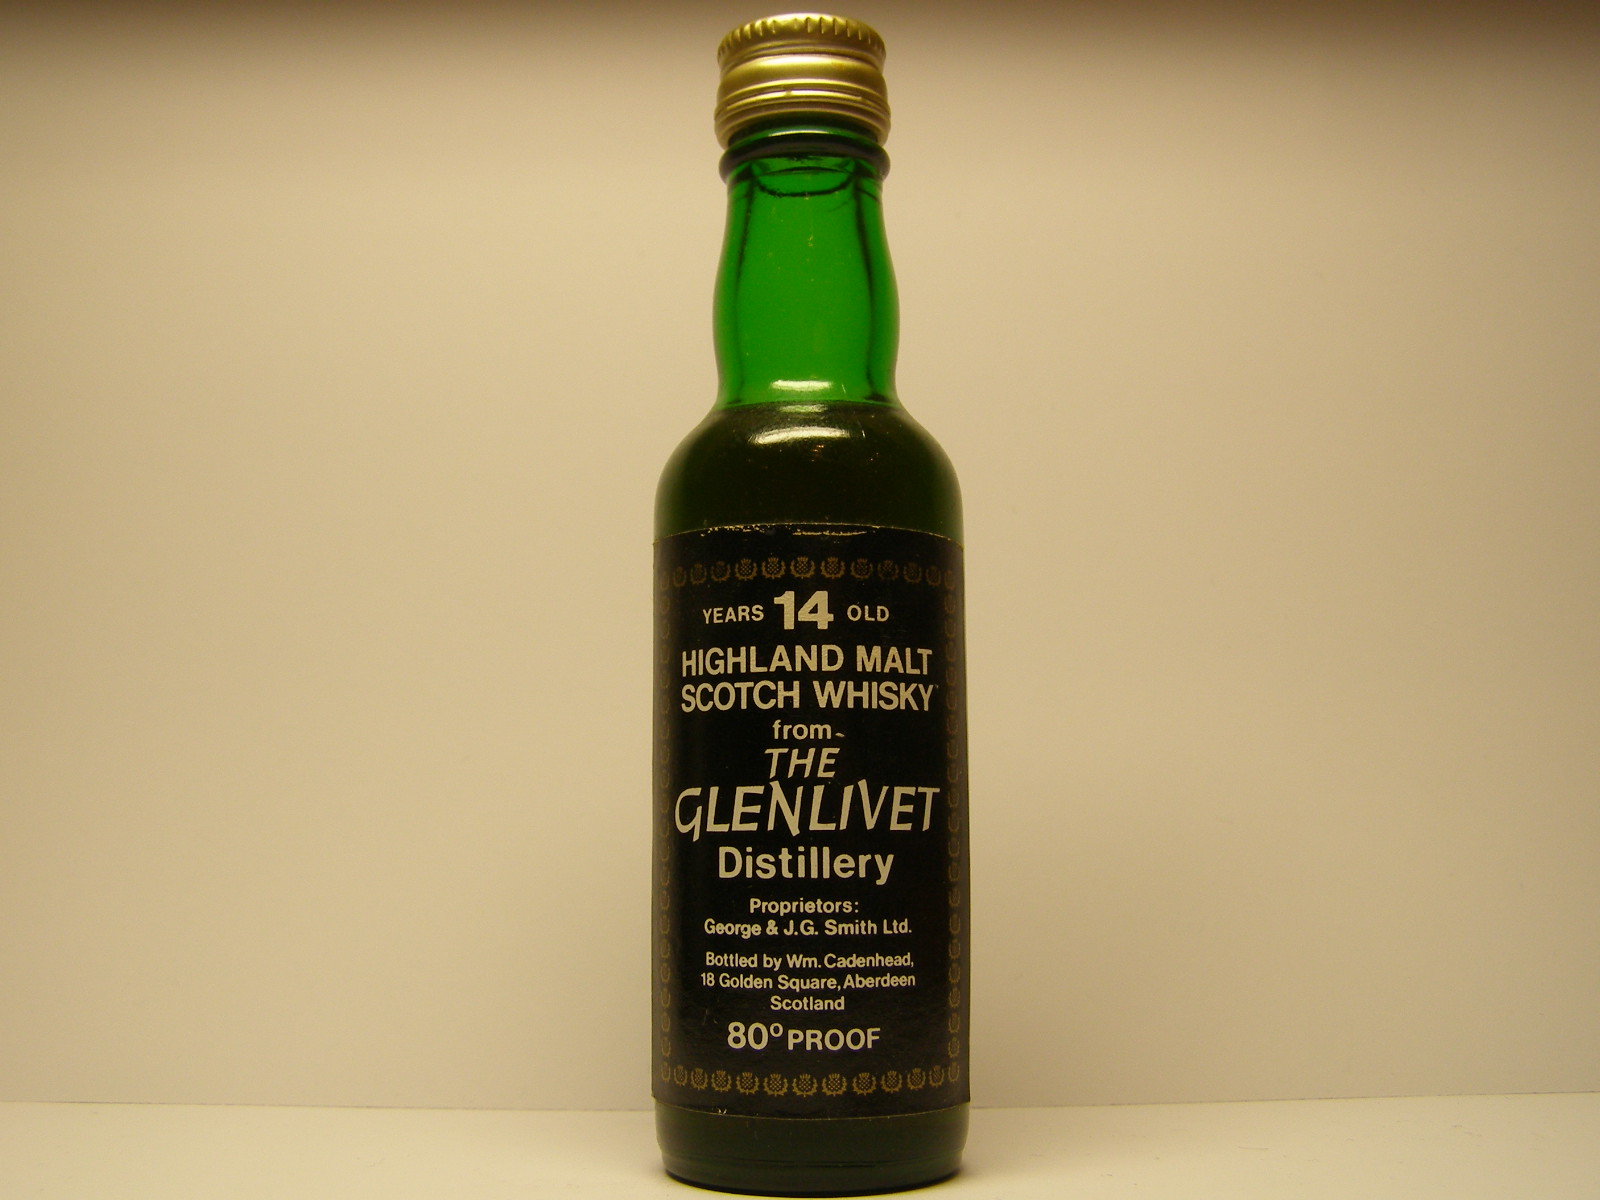 YEARS 14 OLD
HIGHLAND MALT
SCOTCH WHISKY
from
THE
GLENLIVET
Distillery
Proprietors:
George & J.G. Smith Ltd.
Bottled by Wm. Cadenhead,
18 Golden Square, Aberdeen
Scotland
80º PROOF